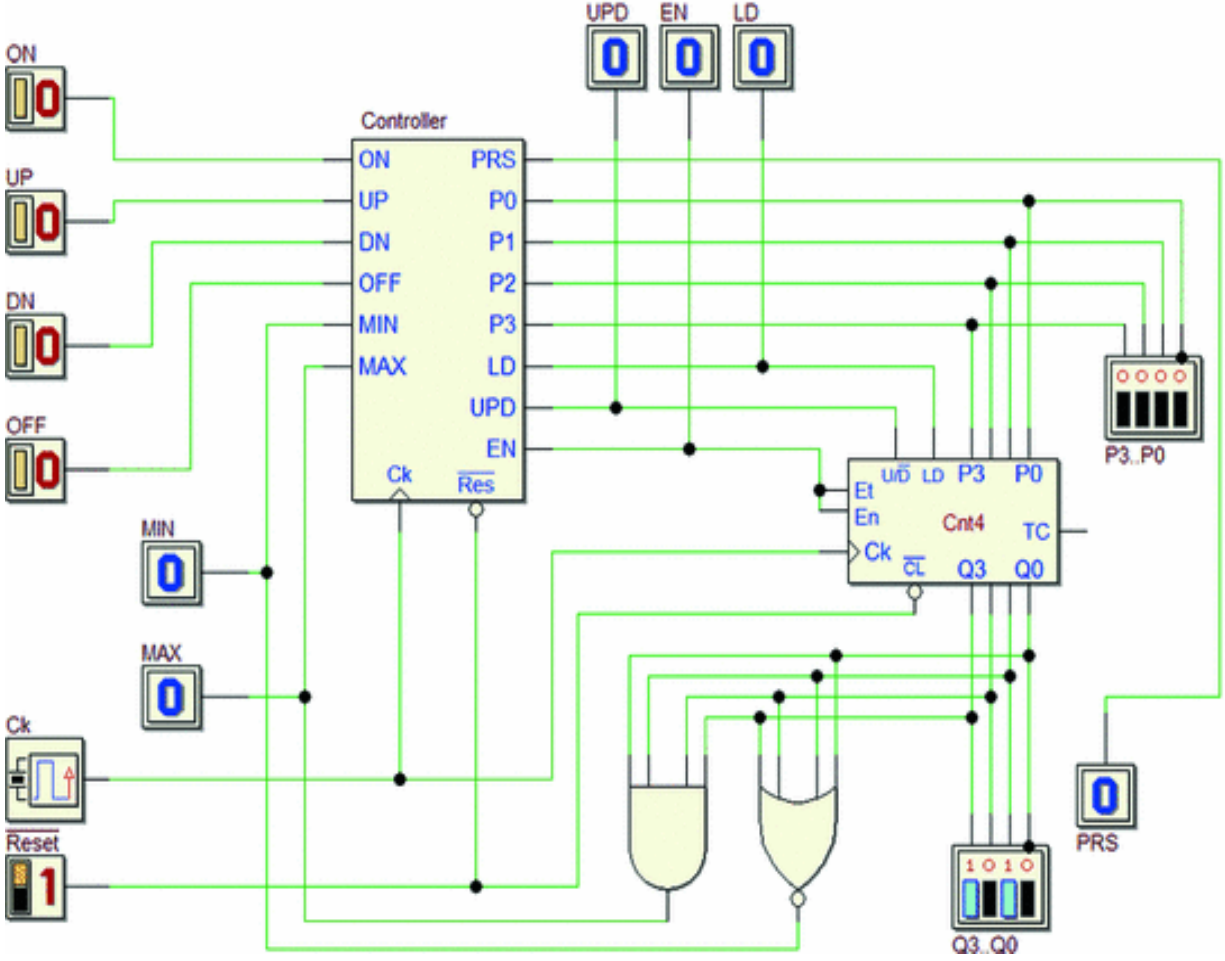 UPD EN LD
0 0 0
ON
0
Controller
ON PRS
UP
0
UP P0
DN P1
OFF P2
DN
0
MIN P3
MAX LD
UPD
OFF
0
EN
Ck Res
P3..P0
U/D LD P3 P0
Et
En Cnt4 TC
Ck CL Q3 Q0
MIN
0
MAX
0
Ck
Reset
1
0
PRS
1 0 1 0
Q3..Q0